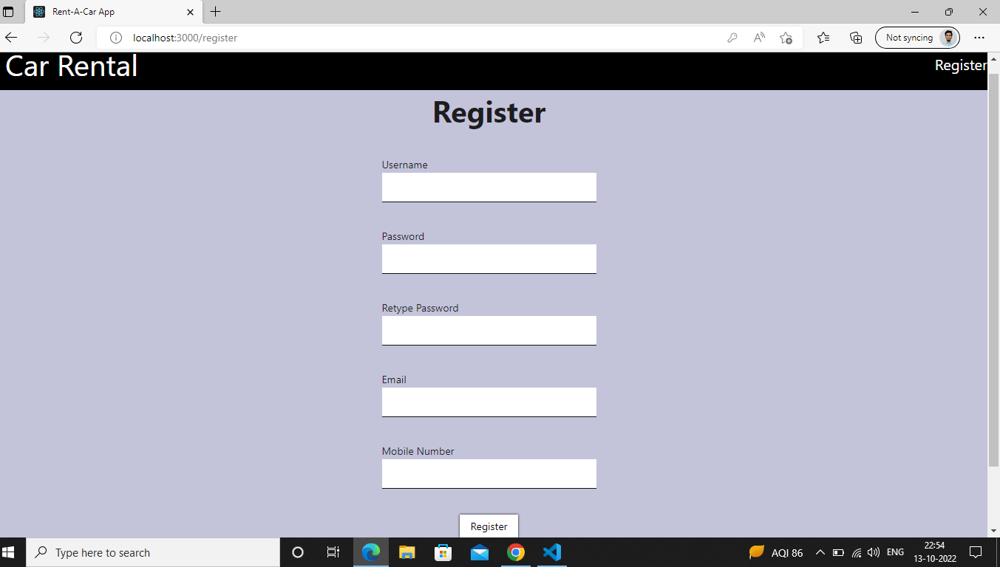 Rent-A-Car App
localhost:3000/register
Not syncing
Car Rental
Register
Register
Username
Password
Retype Password
Email
Mobile Number
Register
Type here to search
AQI 86
ENG
22:54
13-10-2022